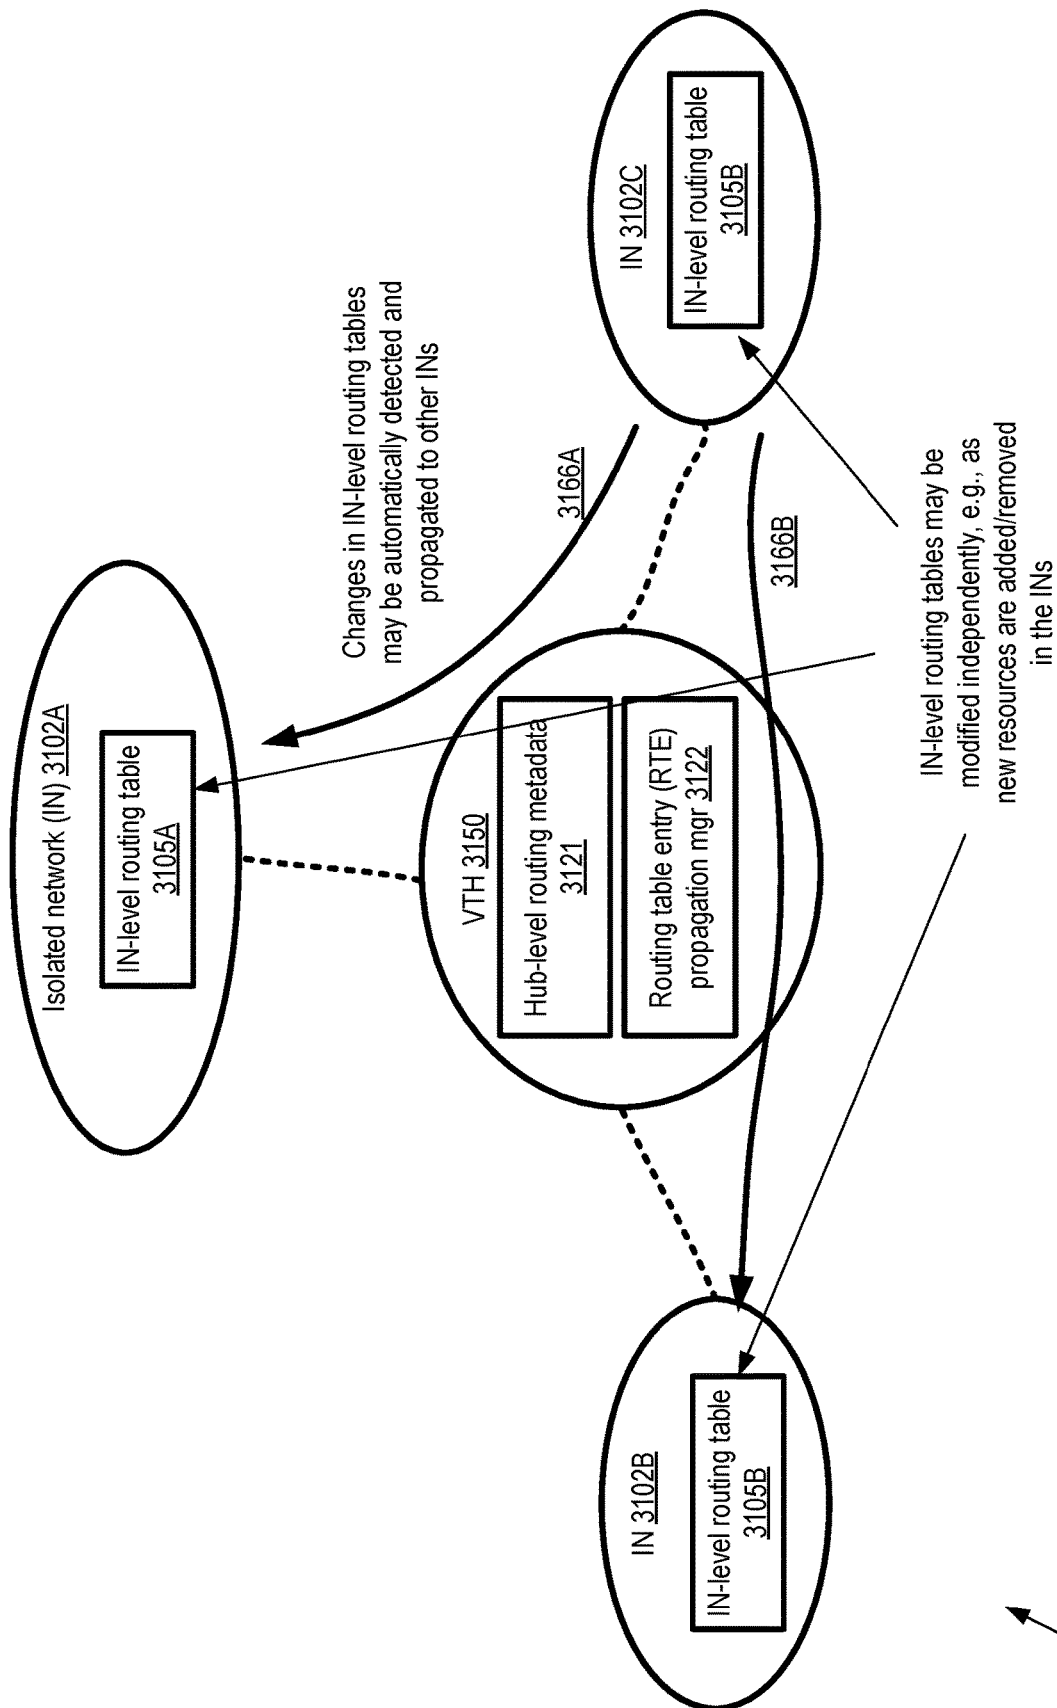 Isolated network (IN) 3102A
IN-level routing table
3105A
Changes in IN-level routing tables
may be automatically detected and
propagated to other INs
3166A
VTH 3150
Hub-level routing metadata
3121
Routing table entry (RTE)
propagation mgr 3122
IN 3102B
IN-level routing table
3105B
IN 3102C
IN-level routing table
3105B
3166B
IN-level routing tables may be
modified independently, e.g., as
new resources are added/removed
in the INs